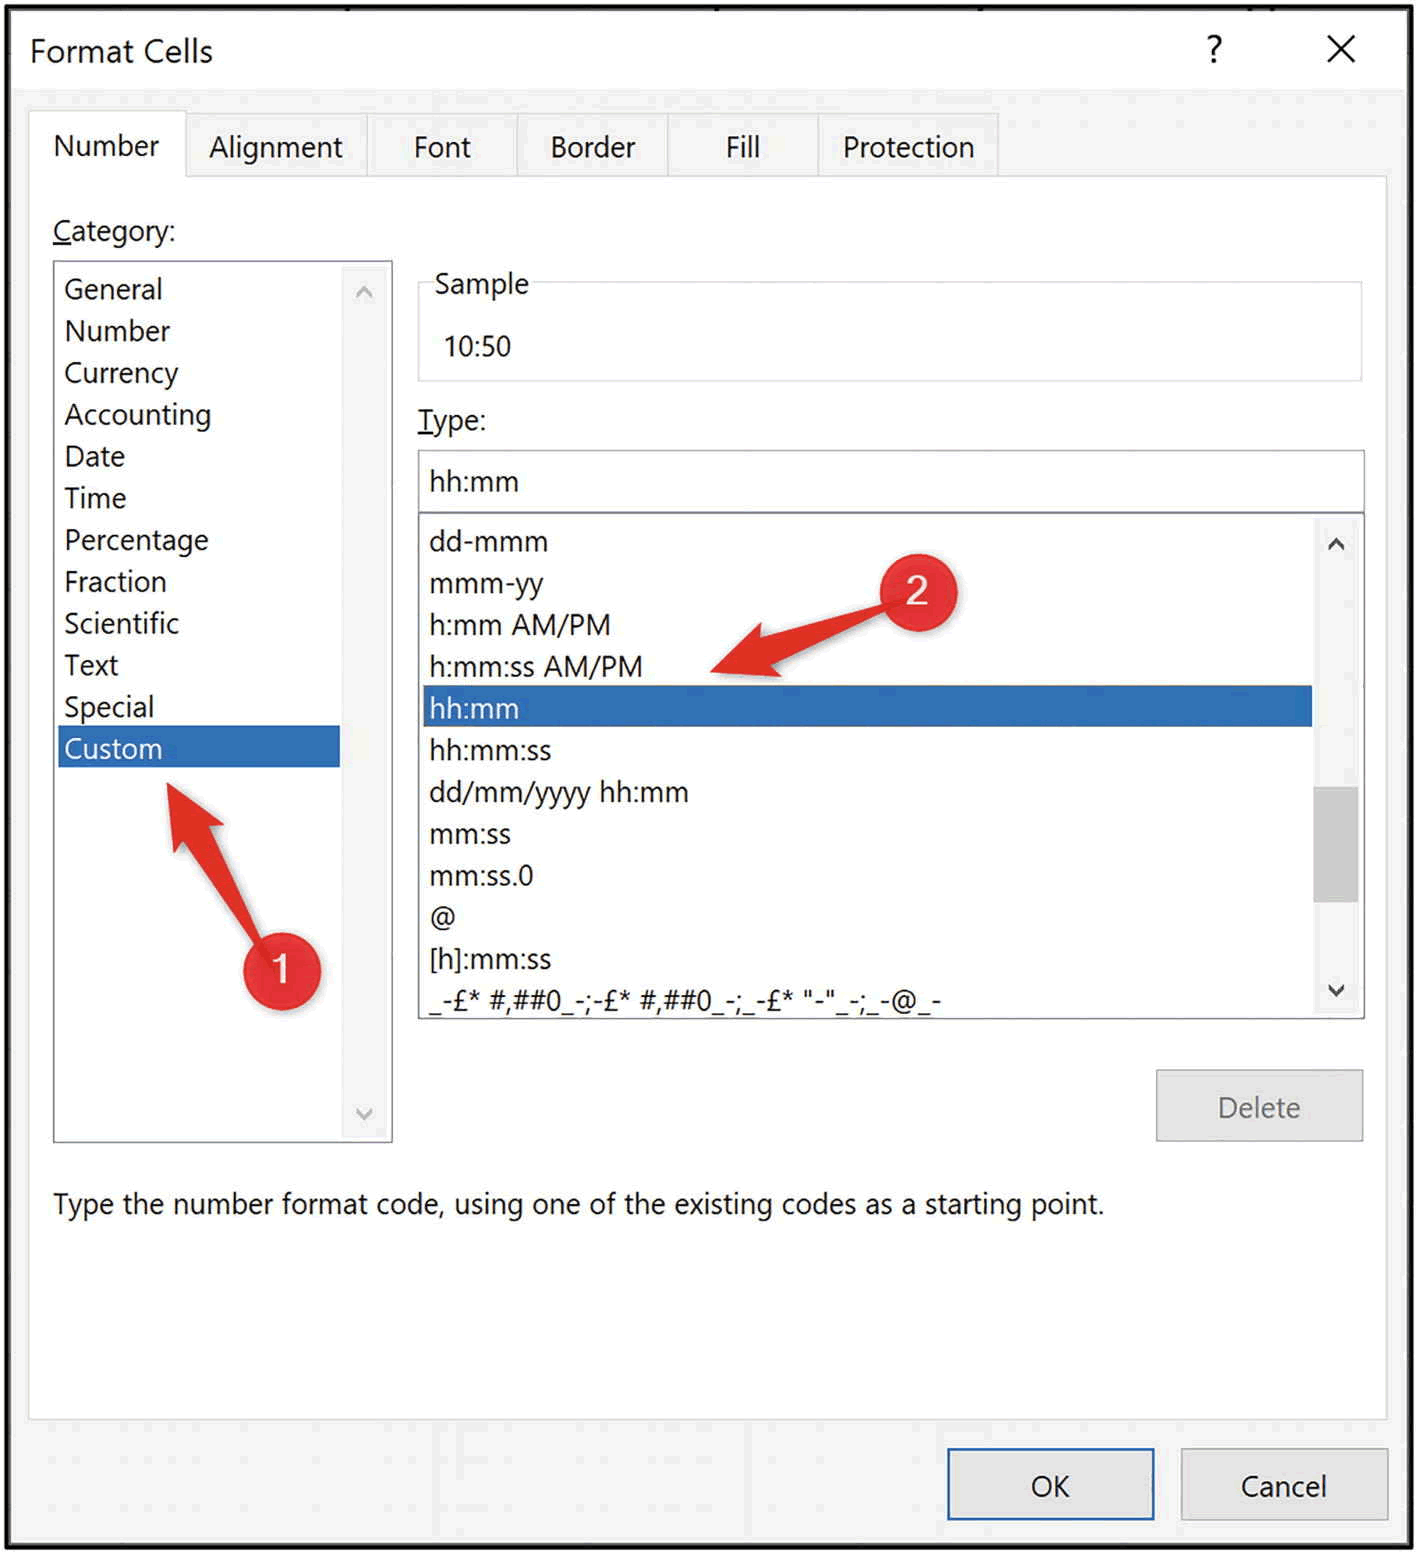 Format Cells ?
Number Alignment Font Border Fill Protection
Category:
General
Number
Currency
Accounting
Date
Time
Percentage
Fraction
Scientific
Text
Special
Custom
1
Sample
10:50
Type:
hh:mm
dd-mmm
mmm-yy
h:mm AM/PM
h:mm:ss AM/PM
2
hh:mm
hh:mm:ss
dd/mm/yyyy hh:mm
mm:ss
mm:ss.0
@
[h]:mm:ss
_-£* #,##0_-;-£* #,##0_-;_-£* "-"_-;_-@_-
Delete
Type the number format code, using one of the existing codes as a starting point.
OK Cancel